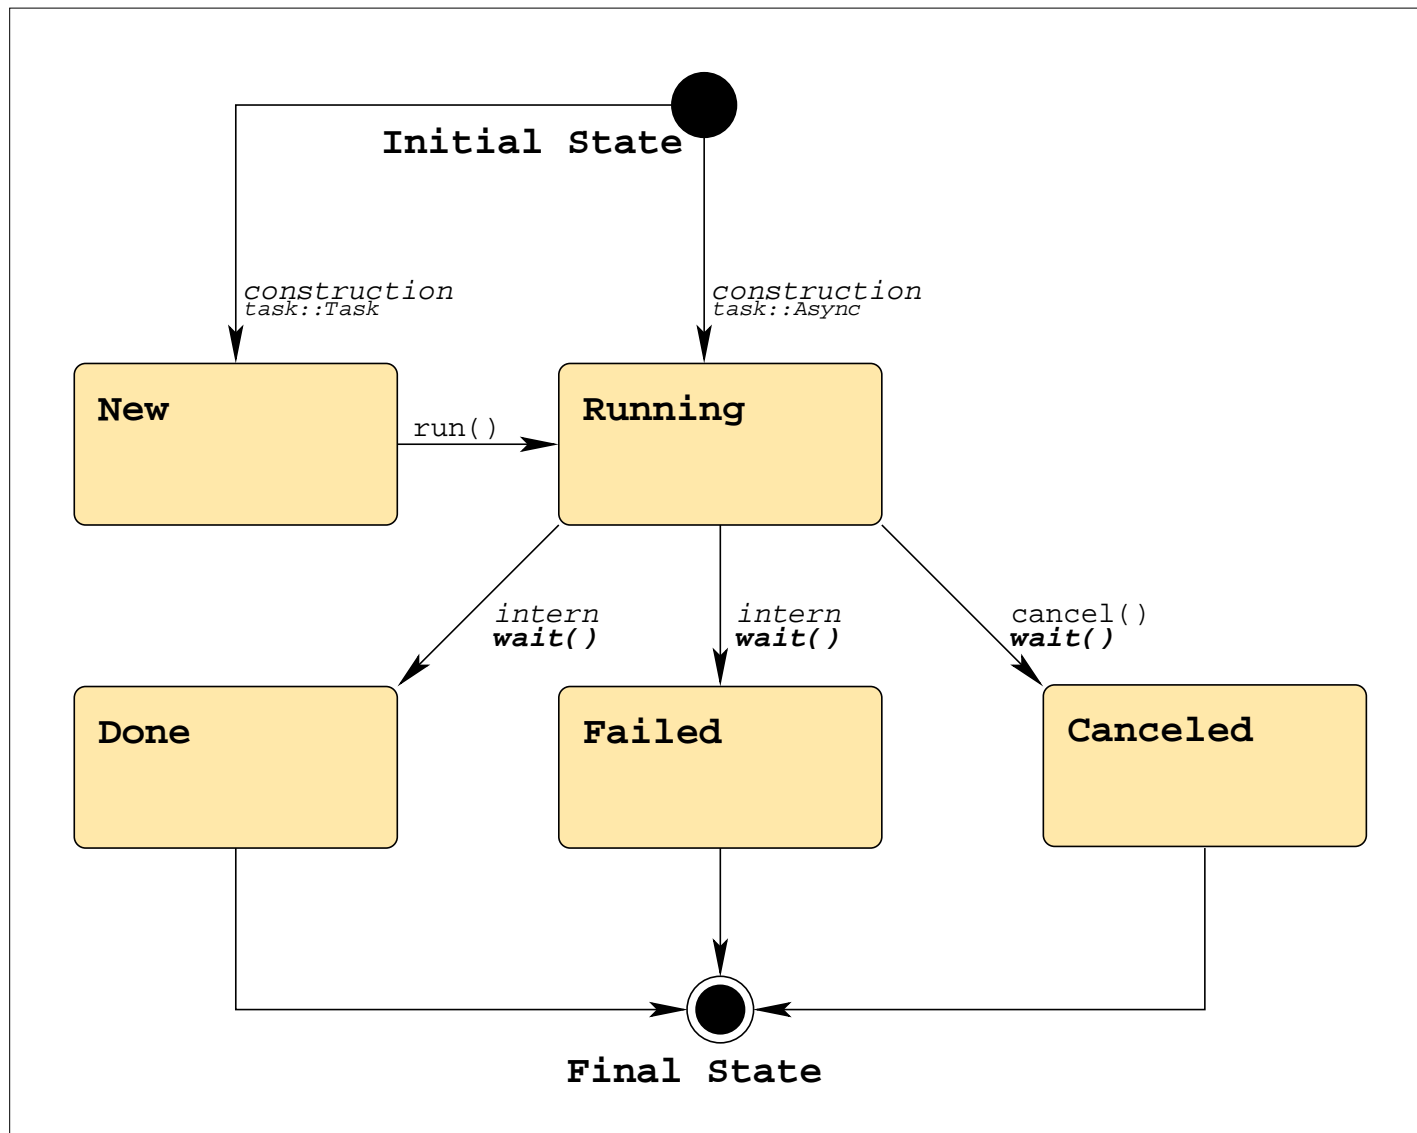 Initial State
construction
task::Task
construction
task::Async
New
run()
Running
intern
wait()
intern
wait()
cancel()
wait()
Done
Failed
Canceled
Final State